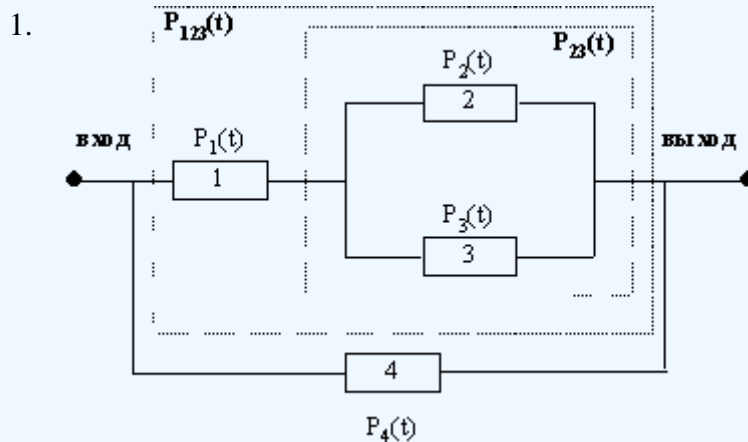 1.
P₁₂₃(t)
P₂₃(t)
P₂(t)
2
вход
P₁(t)
выход
1
P₃(t)
3
4
P₄(t)